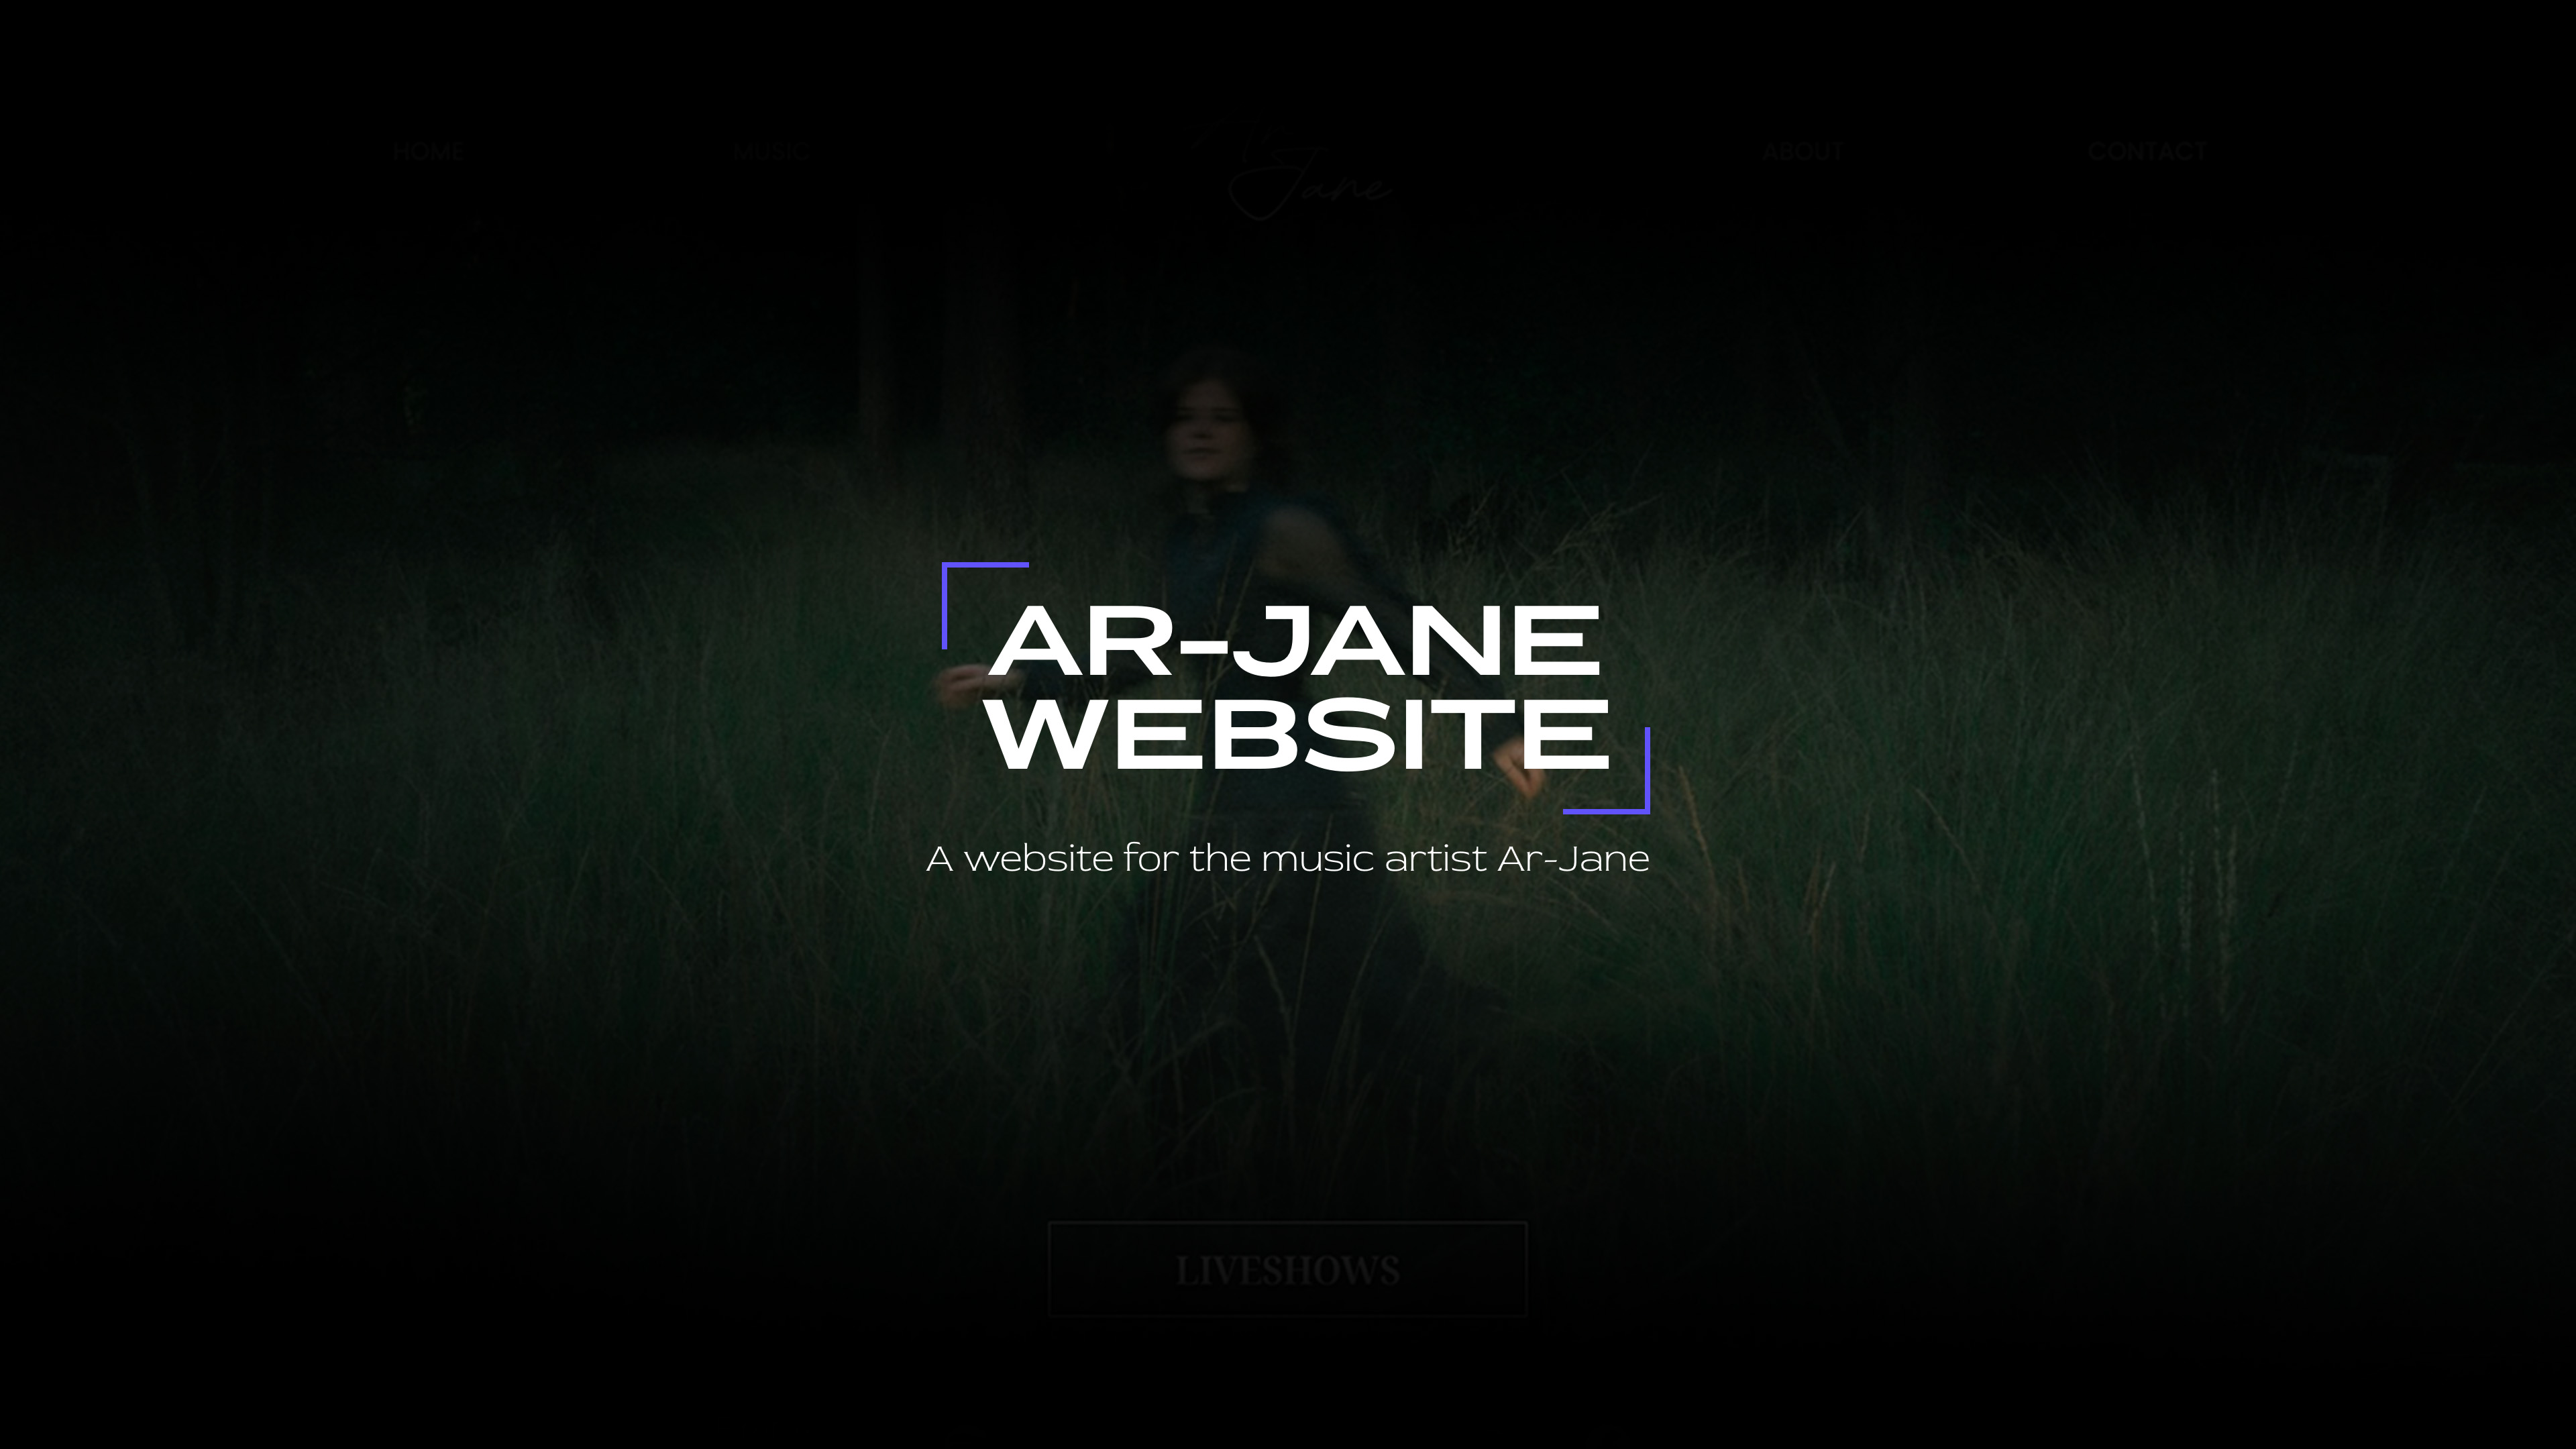 HOME MUSIC Ar Jane ABOUT CONTACT
AR-JANE
WEBSITE
A website for the music artist Ar-Jane
LIVESHOWS